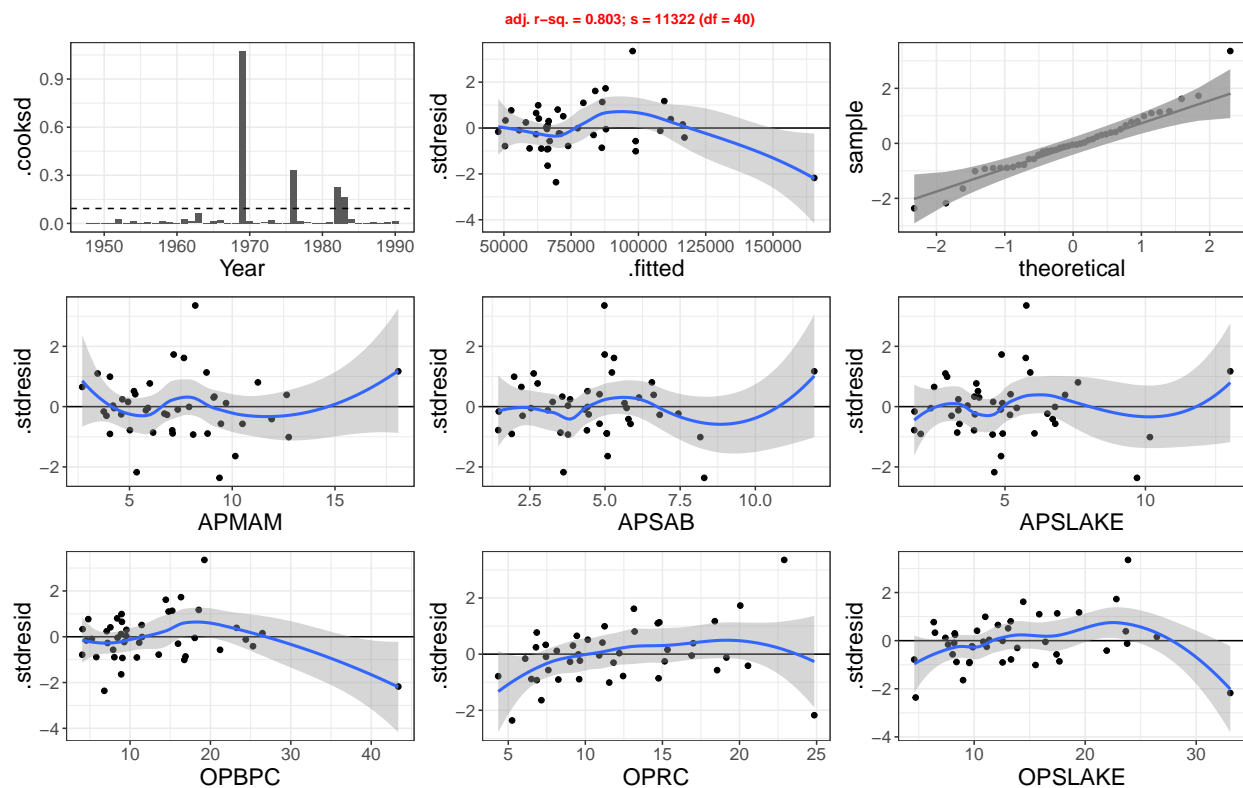 adj. r-sq. = 0.803; s = 11322 (df = 40)
.cooksd
0.9
0.6
0.3
0.0
1950 1960 1970 1980 1990
Year
.stdresid
2
0
−2
−4
50000 75000 100000 125000 150000
.fitted
sample
2
0
−2
−2 −1 0 1 2
theoretical
.stdresid
2
0
−2
5 10 15
APMAM
.stdresid
2
0
−2
2.5 5.0 7.5 10.0
APSAB
.stdresid
2
0
−2
5 10
APSLAKE
.stdresid
2
0
−2
−4
10 20 30 40
OPBPC
.stdresid
2
0
−2
5 10 15 20 25
OPRC
.stdresid
2
0
−2
−4
5 10 15 20 25 30
OPSLAKE